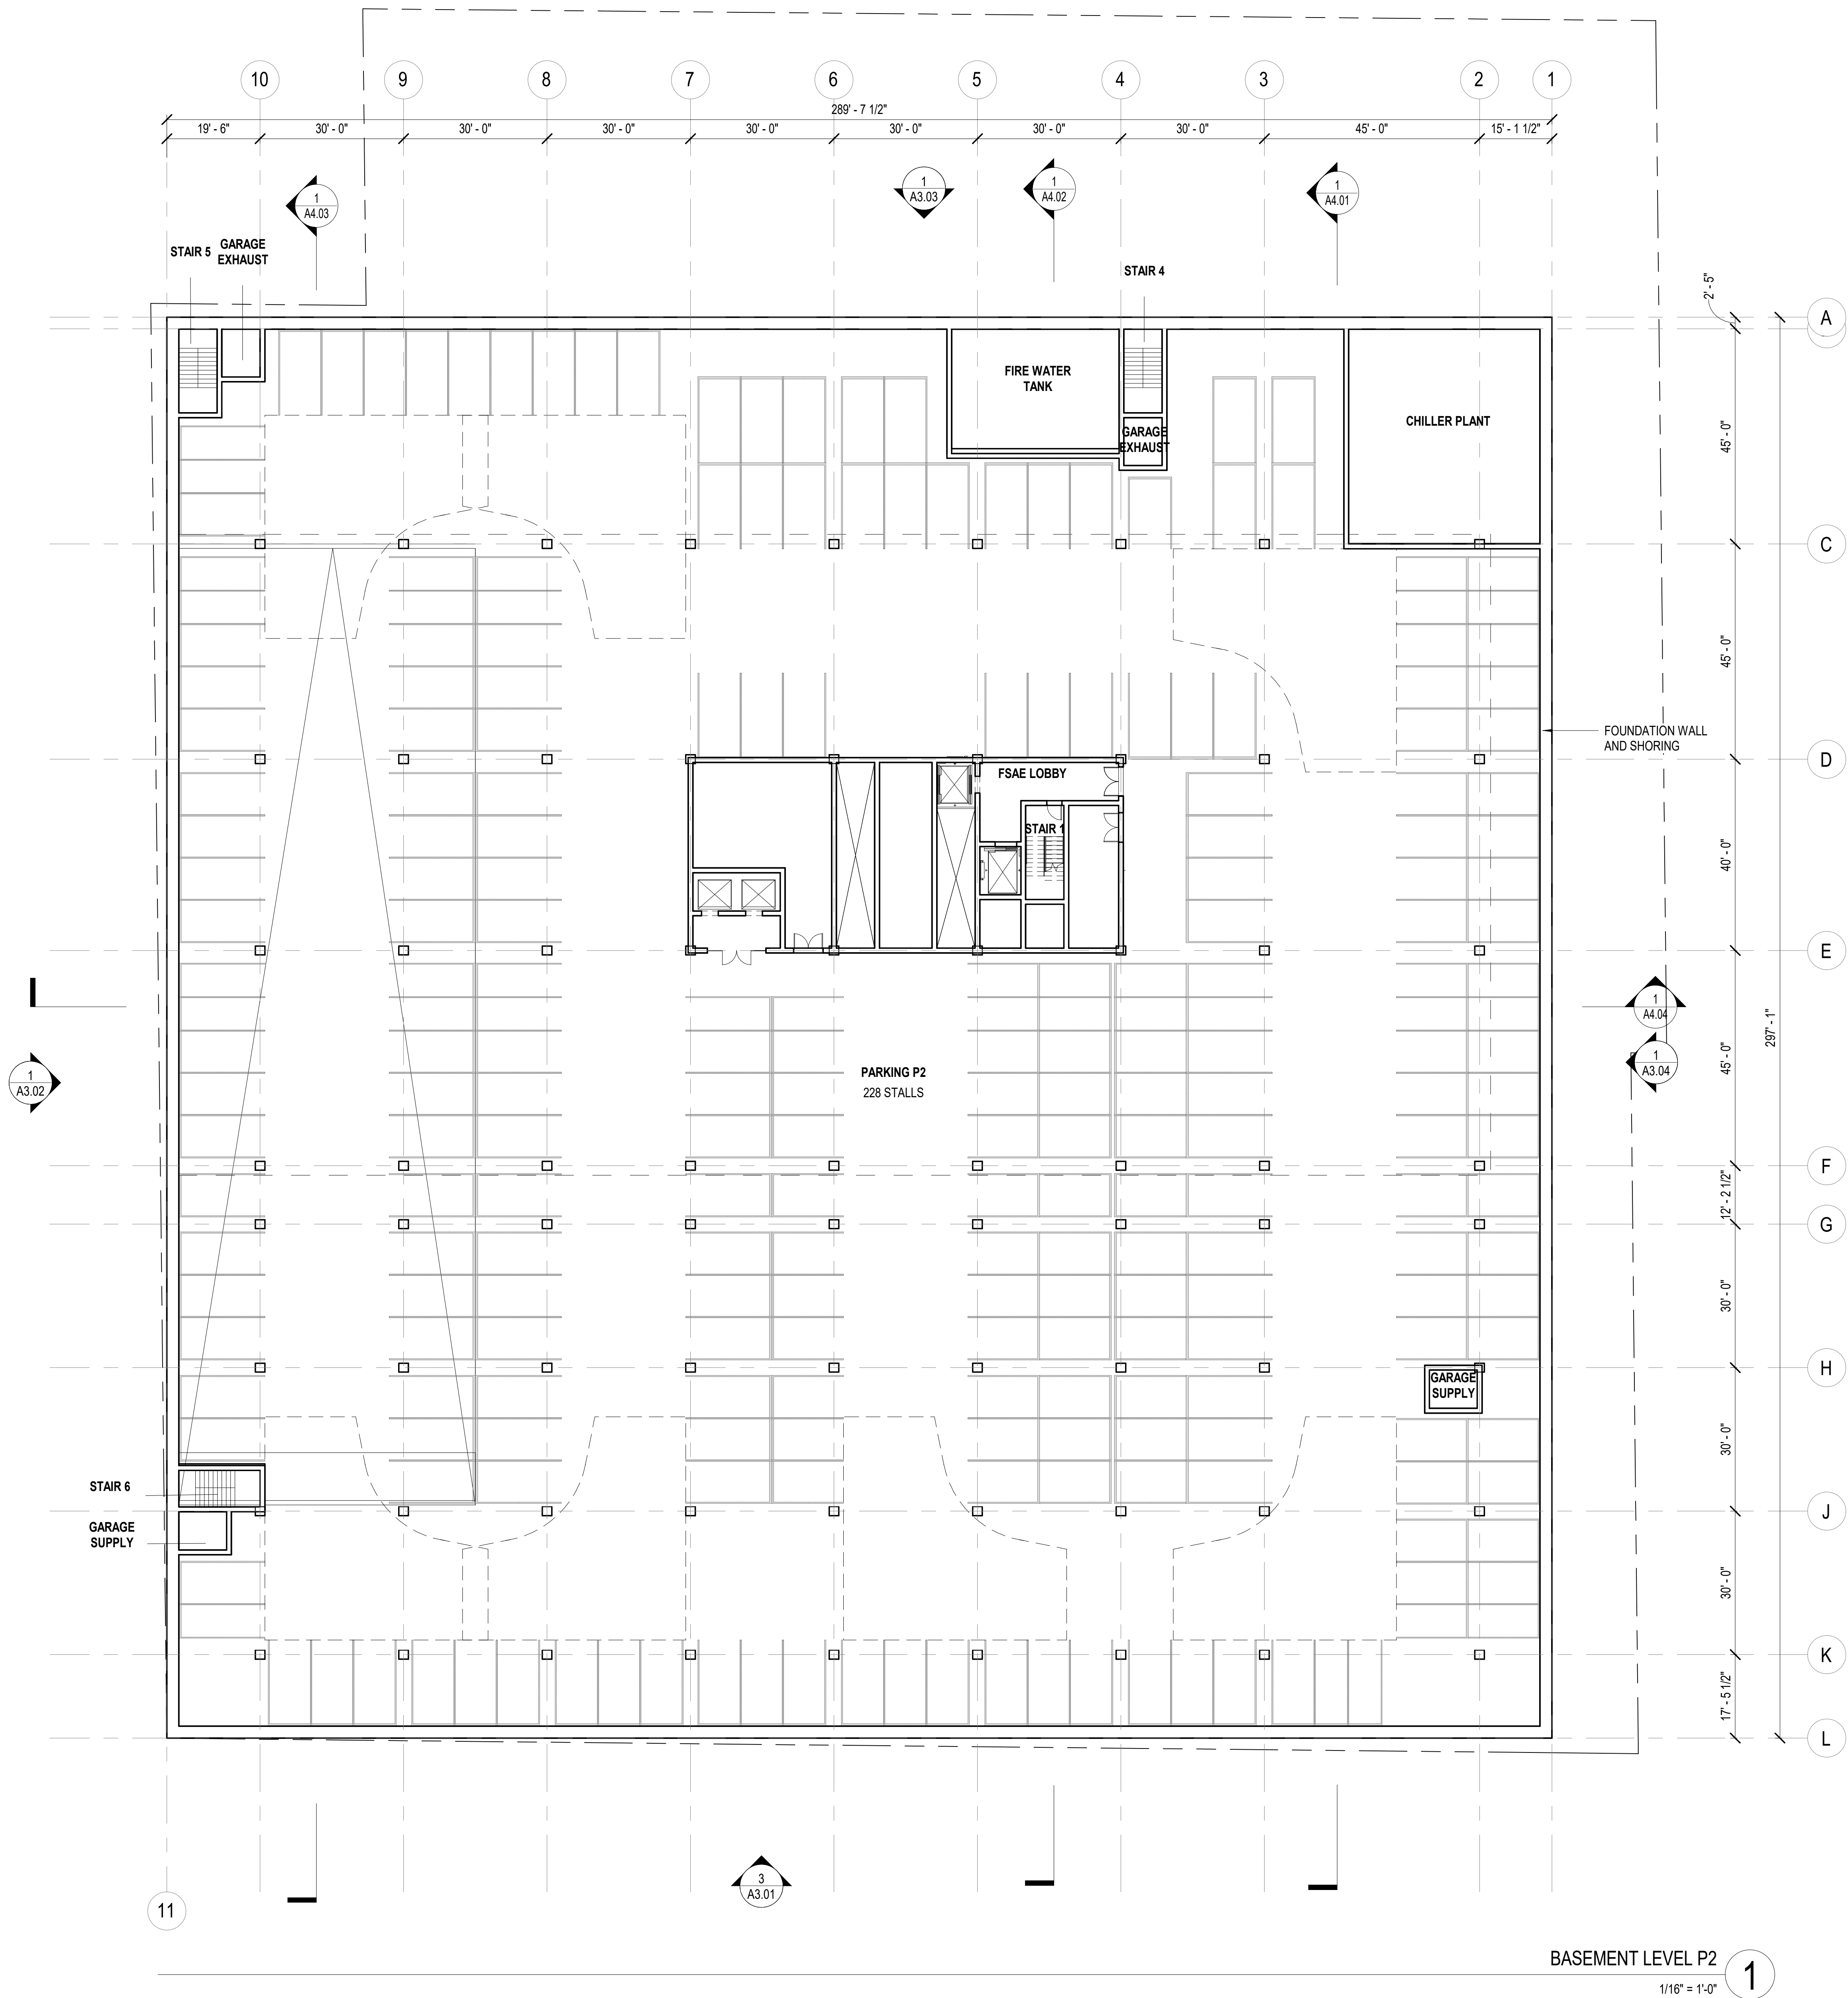 10
9
8
7
6
5
4
3
2
1
289' - 7 1/2"
19' - 6"
30' - 0"
30' - 0"
30' - 0"
30' - 0"
30' - 0"
30' - 0"
30' - 0"
45' - 0"
15' - 1 1/2"
1
A4.03
1
A3.03
1
A4.02
1
A4.01
STAIR 5
GARAGE
EXHAUST
STAIR 4
2' - 5"
A
FIRE WATER
TANK
GARAGE
EXHAUST
CHILLER PLANT
45' - 0"
C
45' - 0"
FOUNDATION WALL
AND SHORING
D
FSAE LOBBY
STAIR 1
40' - 0"
E
1
A4.04
297' - 1"
1
A3.02
PARKING P2
228 STALLS
45' - 0"
1
A3.04
F
12' - 2 1/2"
G
30' - 0"
H
GARAGE
SUPPLY
30' - 0"
STAIR 6
J
GARAGE
SUPPLY
30' - 0"
K
17' - 5 1/2"
L
3
A3.01
11
BASEMENT LEVEL P2
1
1/16" = 1'-0"